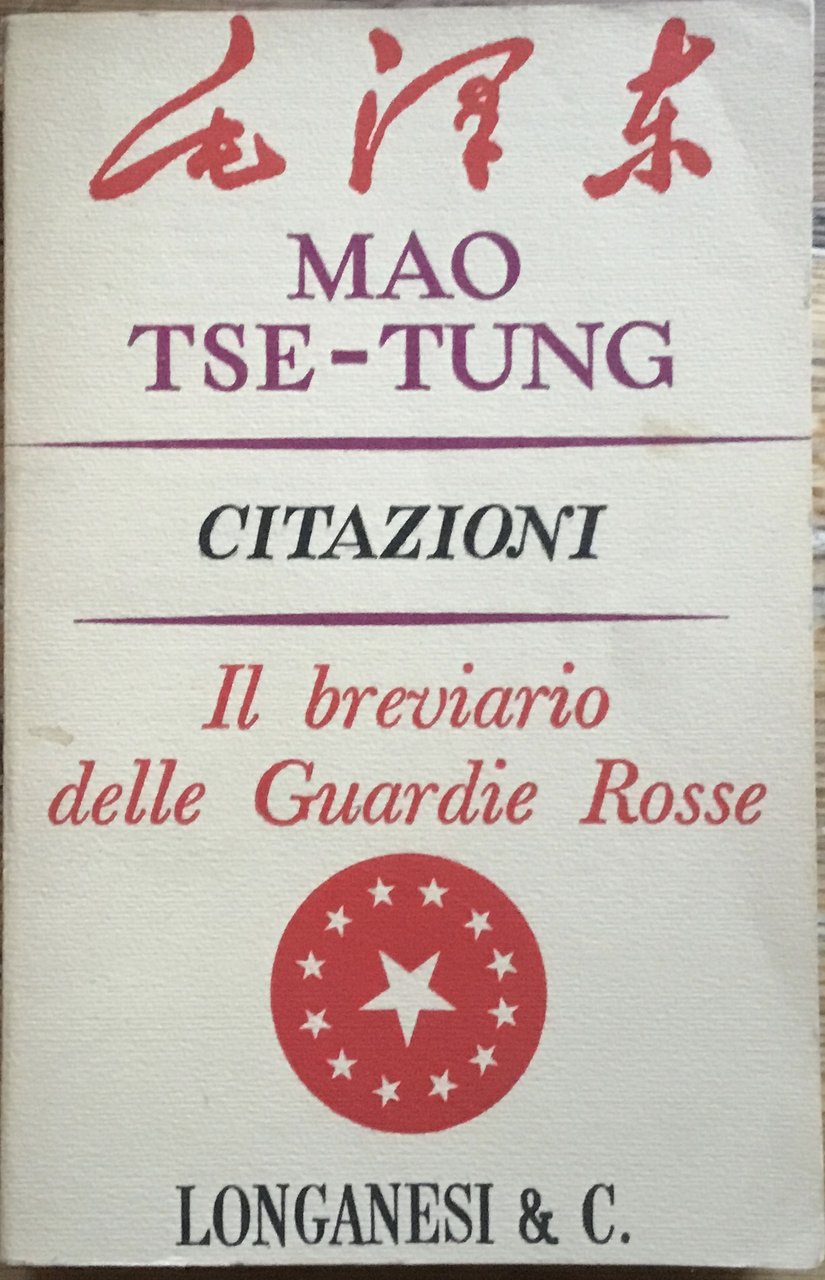 毛泽东
MAO
TSE-TUNG
CITAZIONI
Il breviario
delle Guardie Rosse
LONGANESI & C.